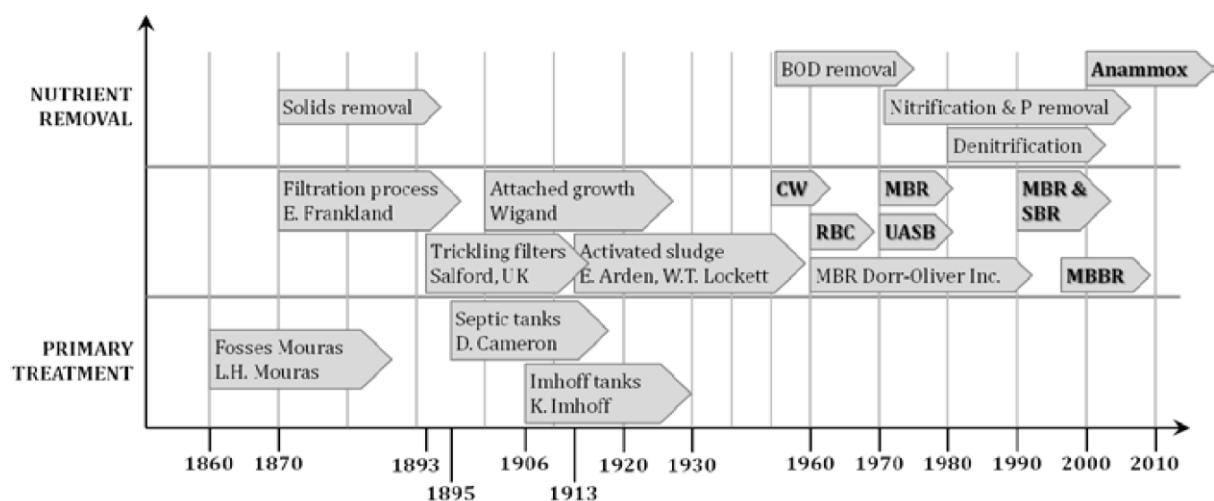 NUTRIENT
REMOVAL
Solids removal
BOD removal
Anammox
Nitrification & P removal
Denitrification
Filtration process
E. Frankland
Attached growth
Wigand
CW
MBR
MBR &
SBR
Trickling filters
Salford, UK
Activated sludge
E. Arden, W.T. Lockett
RBC
UASB
MBR Dorr-Oliver Inc.
MBBR
PRIMARY
TREATMENT
Fosses Mouras
L.H. Mouras
Septic tanks
D. Cameron
Imhoff tanks
K. Imhoff
1860 1870 1893 1906 1920 1930 1960 1970 1980 1990 2000 2010
1895 1913